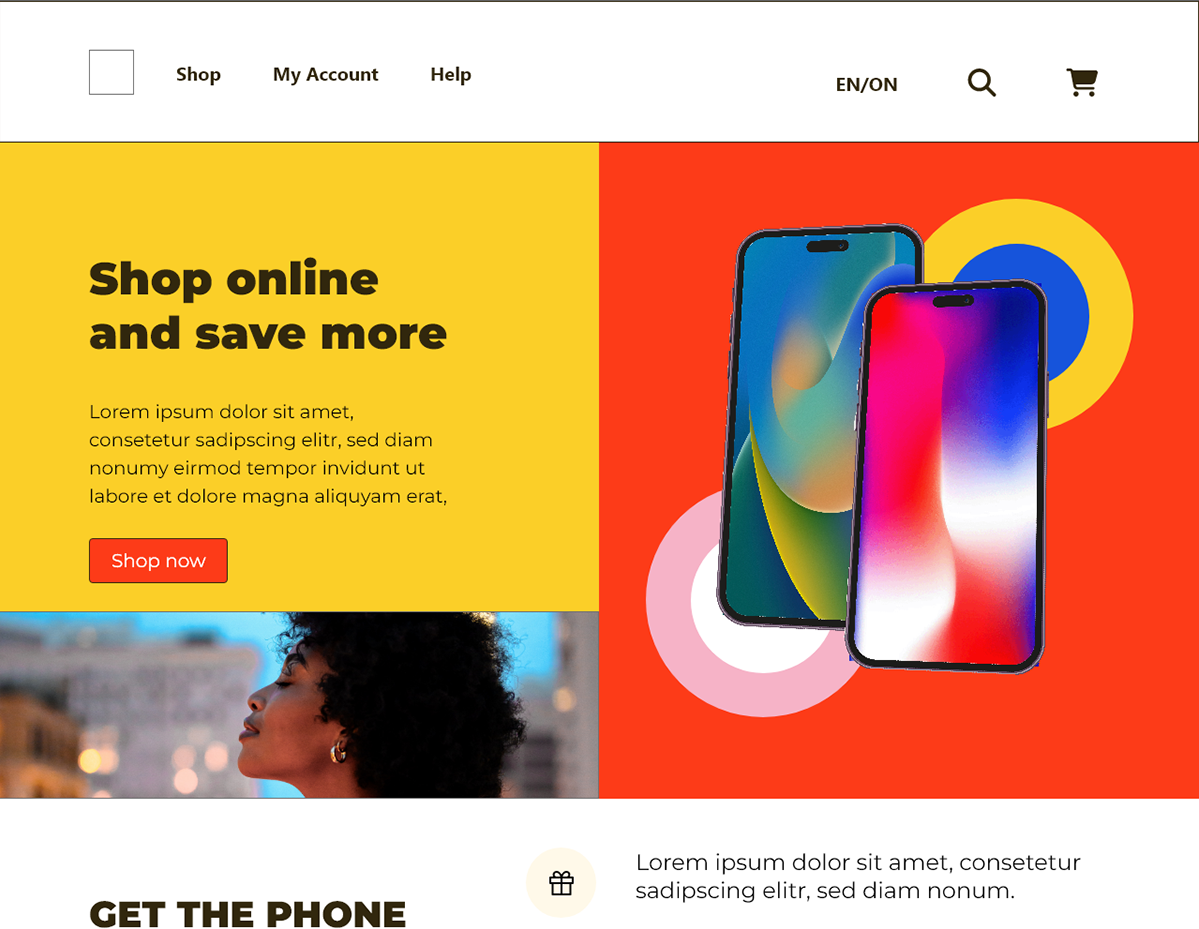 Shop My Account Help EN/ON
Shop online
and save more
Lorem ipsum dolor sit amet,
consetetur sadipscing elitr, sed diam
nonumy eirmod tempor invidunt ut
labore et dolore magna aliquyam erat,
Shop now
GET THE PHONE
Lorem ipsum dolor sit amet, consetetur
sadipscing elitr, sed diam nonum.